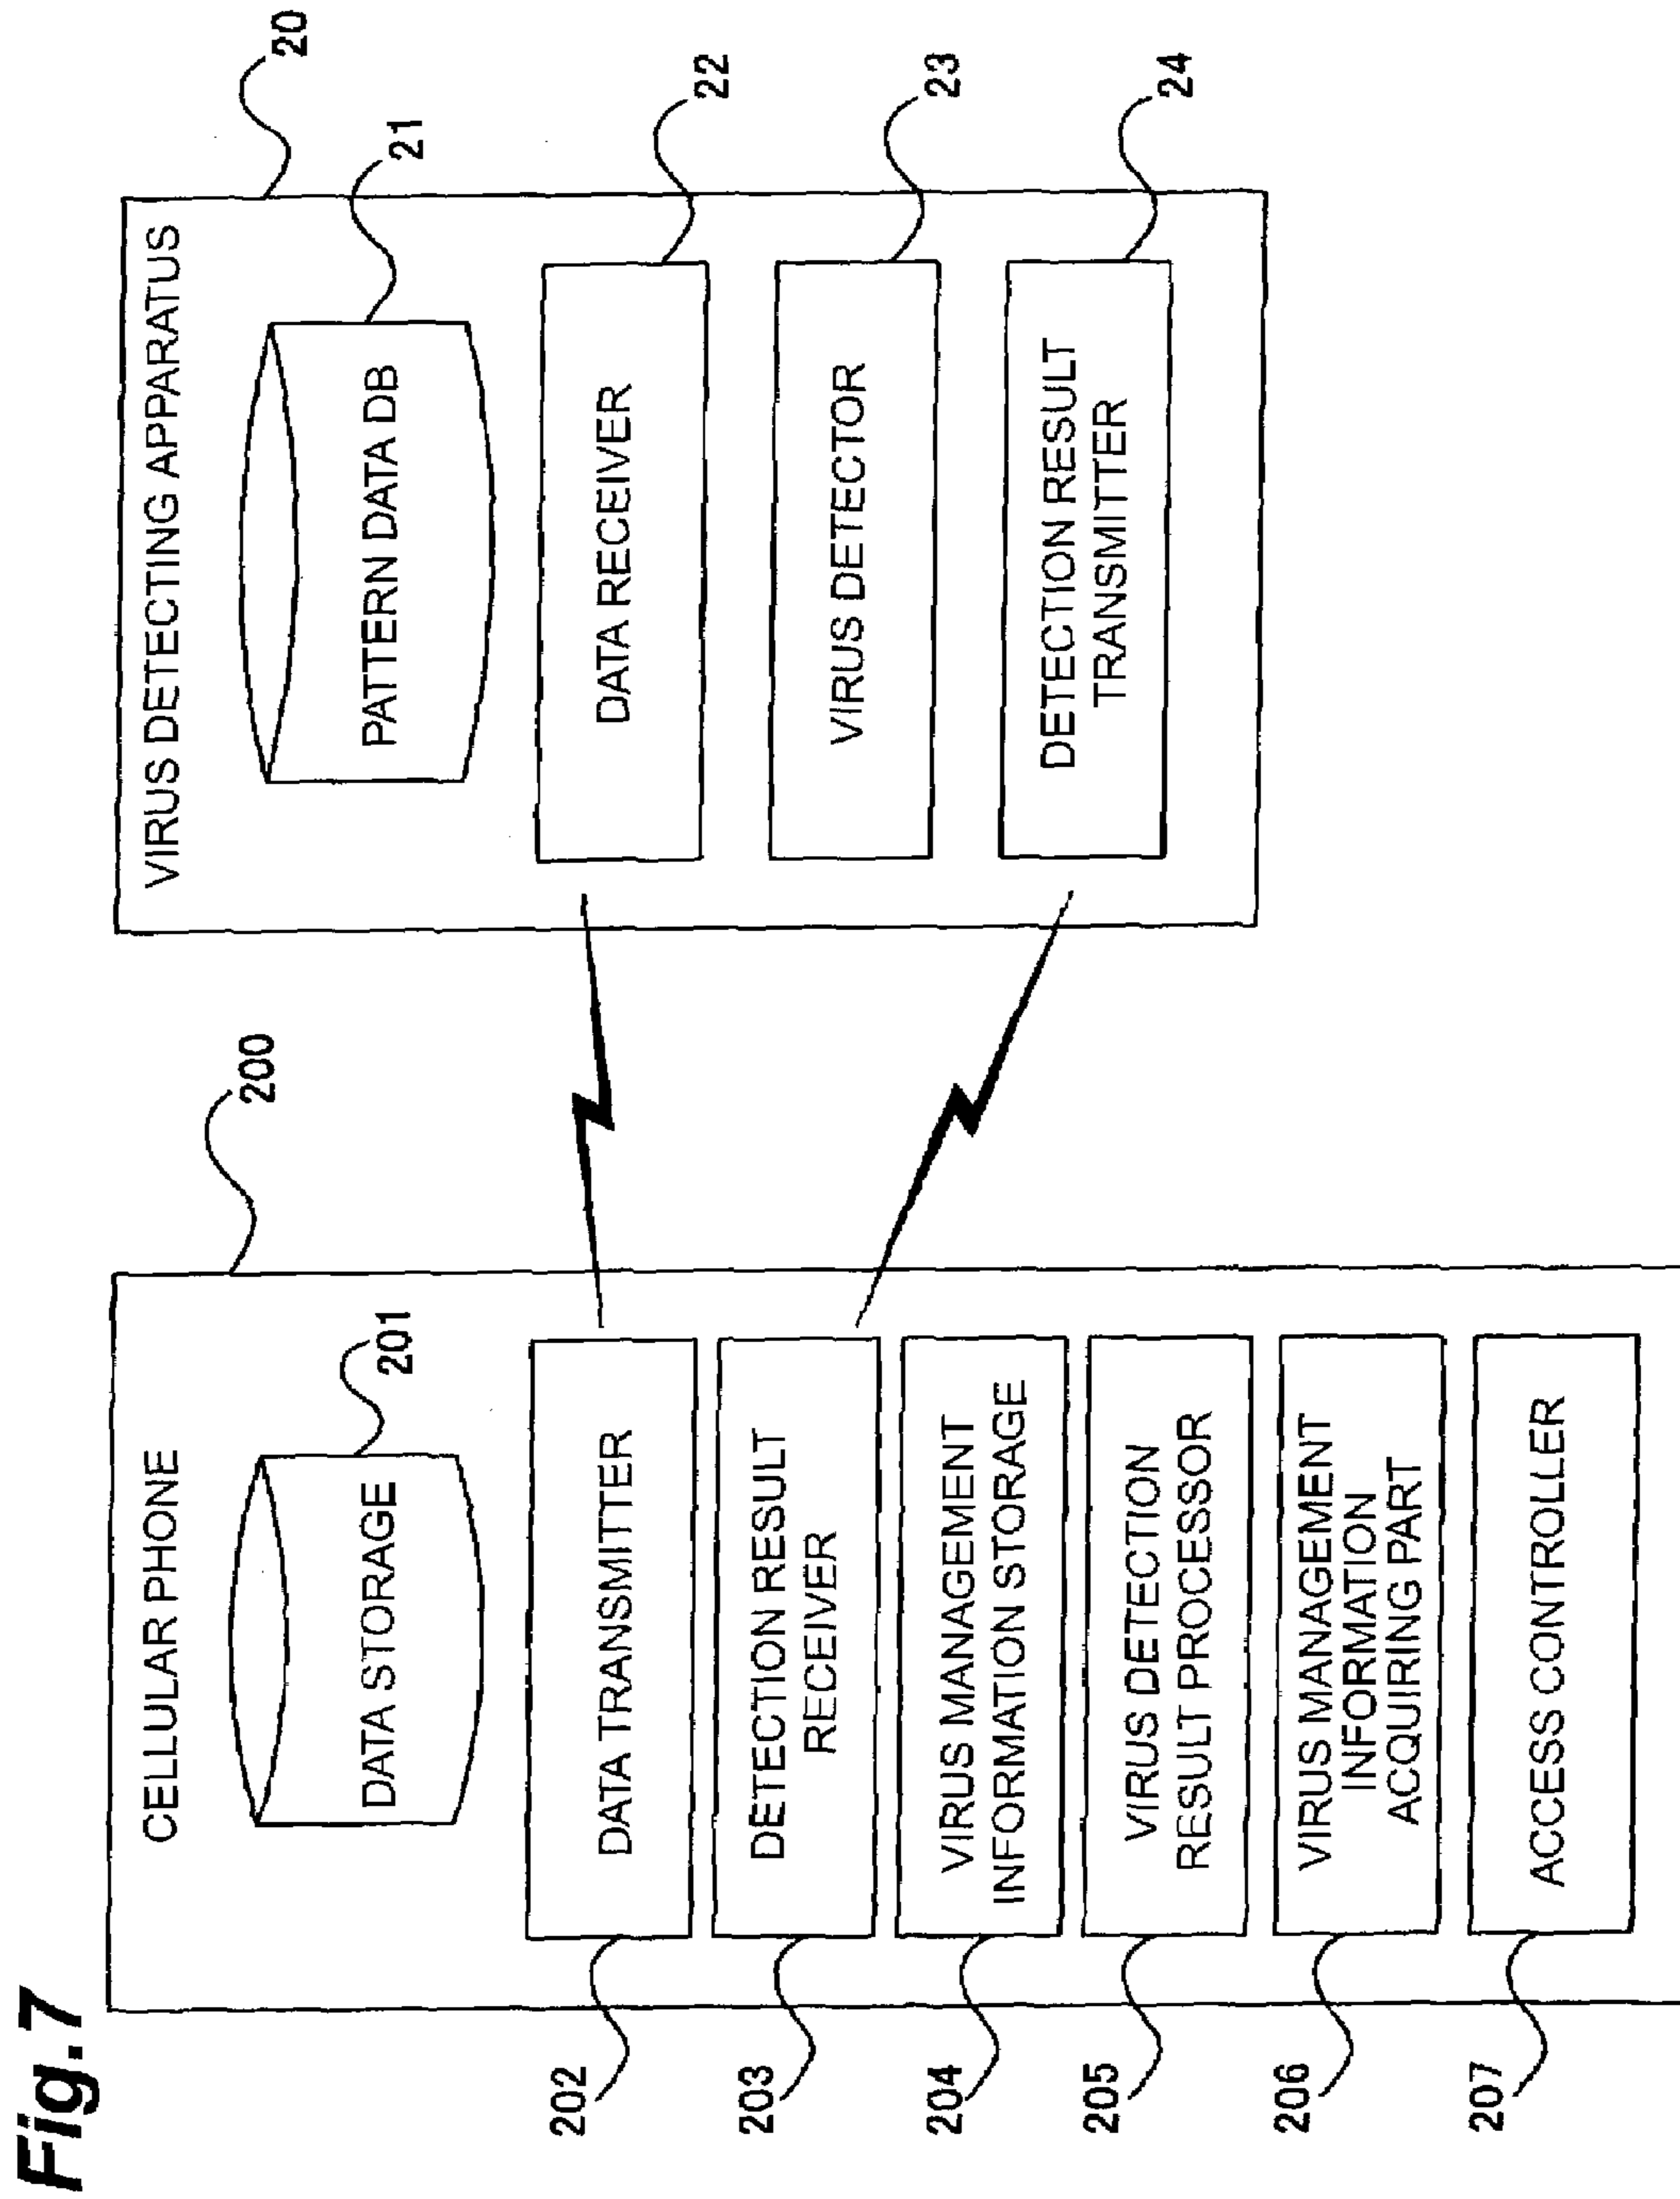 Fig.7
CELLULAR PHONE
200
DATA STORAGE
201
202
DATA TRANSMITTER
203
DETECTION RESULT
RECEIVER
204
VIRUS MANAGEMENT
INFORMATION STORAGE
205
VIRUS DETECTION
RESULT PROCESSOR
206
VIRUS MANAGEMENT
INFORMATION
ACQUIRING PART
207
ACCESS CONTROLLER
VIRUS DETECTING APPARATUS
20
PATTERN DATA DB
21
DATA RECEIVER
22
VIRUS DETECTOR
23
DETECTION RESULT
TRANSMITTER
24